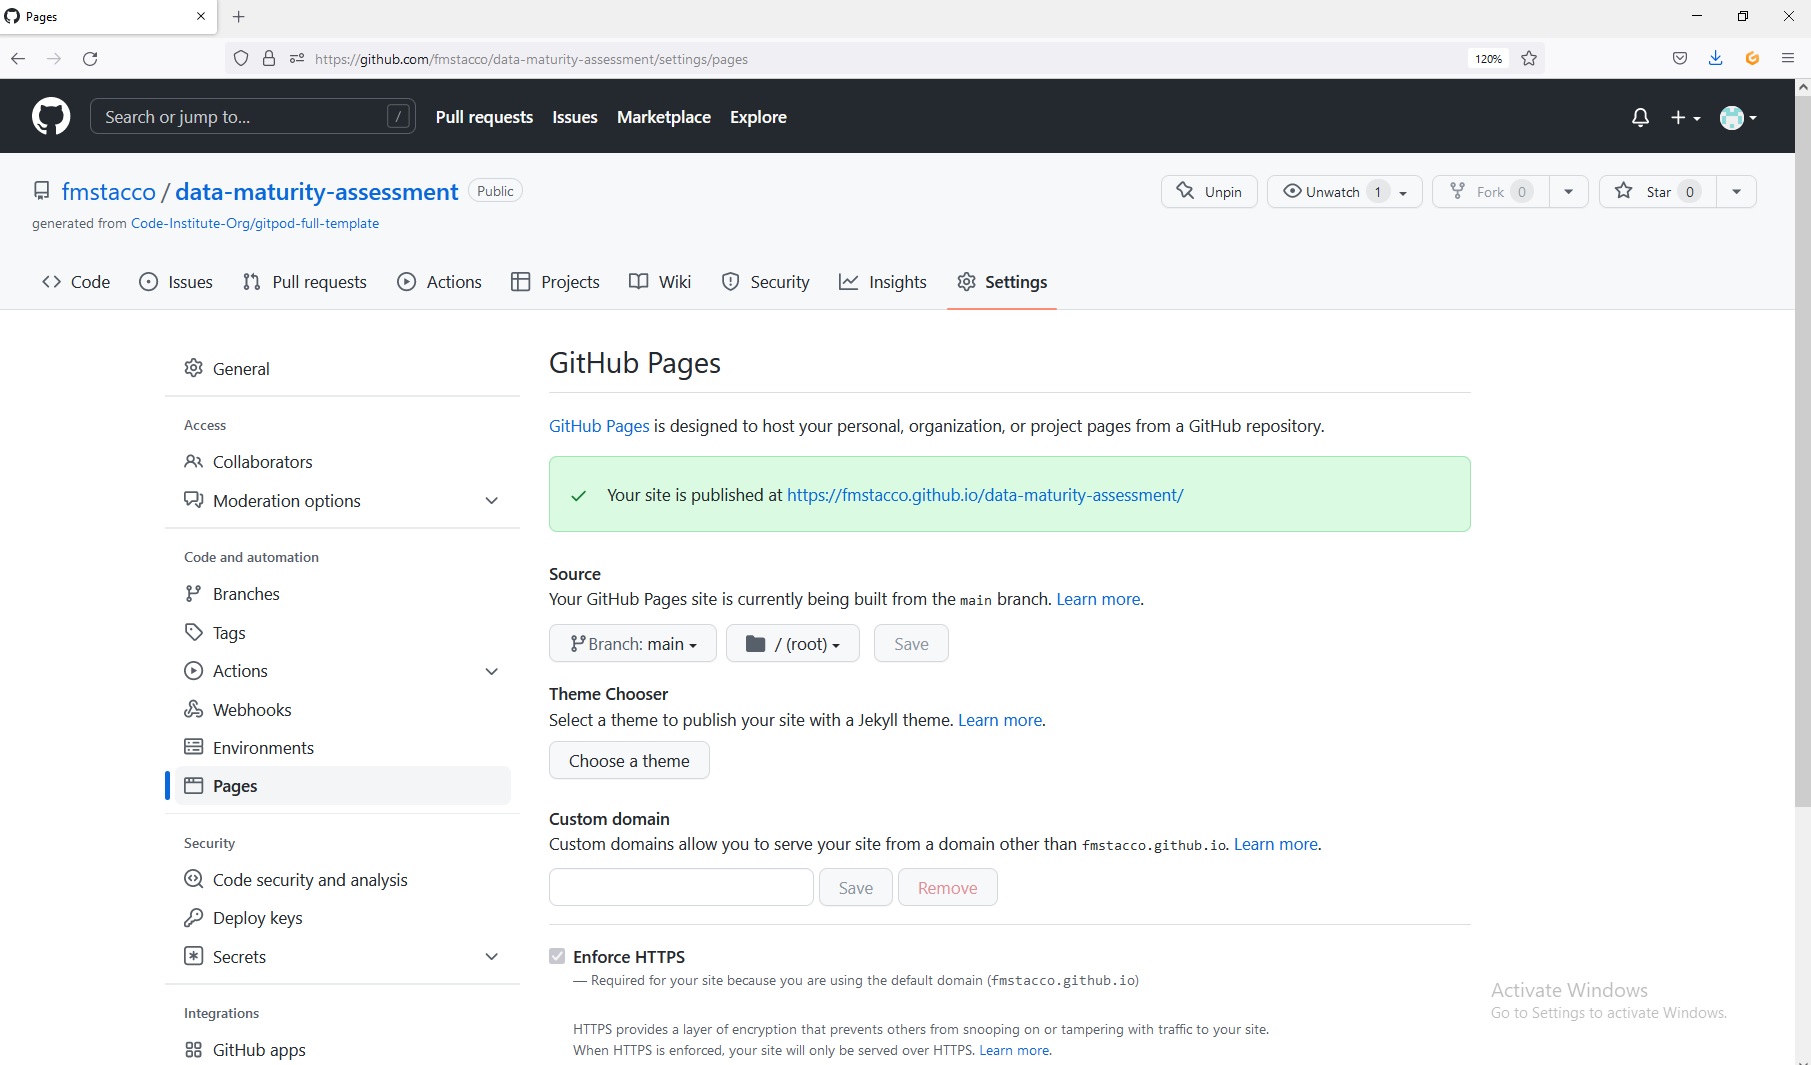 Pages
https://github.com/fmstacco/data-maturity-assessment/settings/pages
120%
Search or jump to...
/
Pull requests
Issues
Marketplace
Explore
fmstacco / data-maturity-assessment
Public
Unpin
Unwatch 1
Fork 0
Star 0
generated from Code-Institute-Org/gitpod-full-template
Code
Issues
Pull requests
Actions
Projects
Wiki
Security
Insights
Settings
General
Access
Collaborators
Moderation options
Code and automation
Branches
Tags
Actions
Webhooks
Environments
Pages
Security
Code security and analysis
Deploy keys
Secrets
Integrations
GitHub apps
GitHub Pages
GitHub Pages is designed to host your personal, organization, or project pages from a GitHub repository.
Your site is published at https://fmstacco.github.io/data-maturity-assessment/
Source
Your GitHub Pages site is currently being built from the main branch. Learn more.
Branch: main
/ (root)
Save
Theme Chooser
Select a theme to publish your site with a Jekyll theme. Learn more.
Choose a theme
Custom domain
Custom domains allow you to serve your site from a domain other than fmstacco.github.io. Learn more.
Save
Remove
Enforce HTTPS
— Required for your site because you are using the default domain (fmstacco.github.io)
HTTPS provides a layer of encryption that prevents others from snooping on or tampering with traffic to your site.
When HTTPS is enforced, your site will only be served over HTTPS. Learn more.
Activate Windows
Go to Settings to activate Windows.